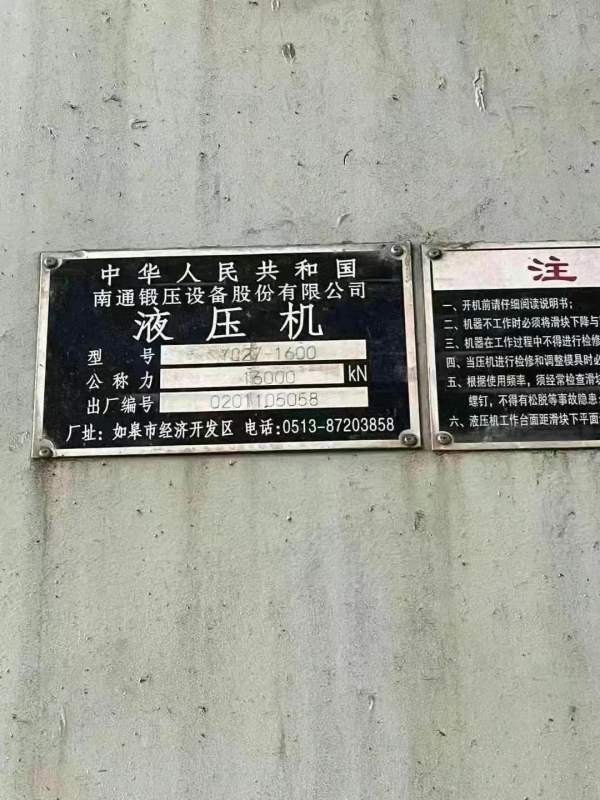 中华人民共和国
南通锻压设备股份有限公司
液压机
型号 YQ27-1600
公称力 16000 kN
出厂编号 0201105058
厂址：如皋市经济开发区 电话：0513-87203858
注
一、开机前请仔细阅读说明书；
二、机器不工作时必须将滑块下降与
三、机器在工作过程中不得进行检修
四、当压机进行检修和调整模具时必
五、根据使用频率，须经常检查滑块
螺钉，不得有松脱等事故隐患
六、液压机工作台面距滑块下平面